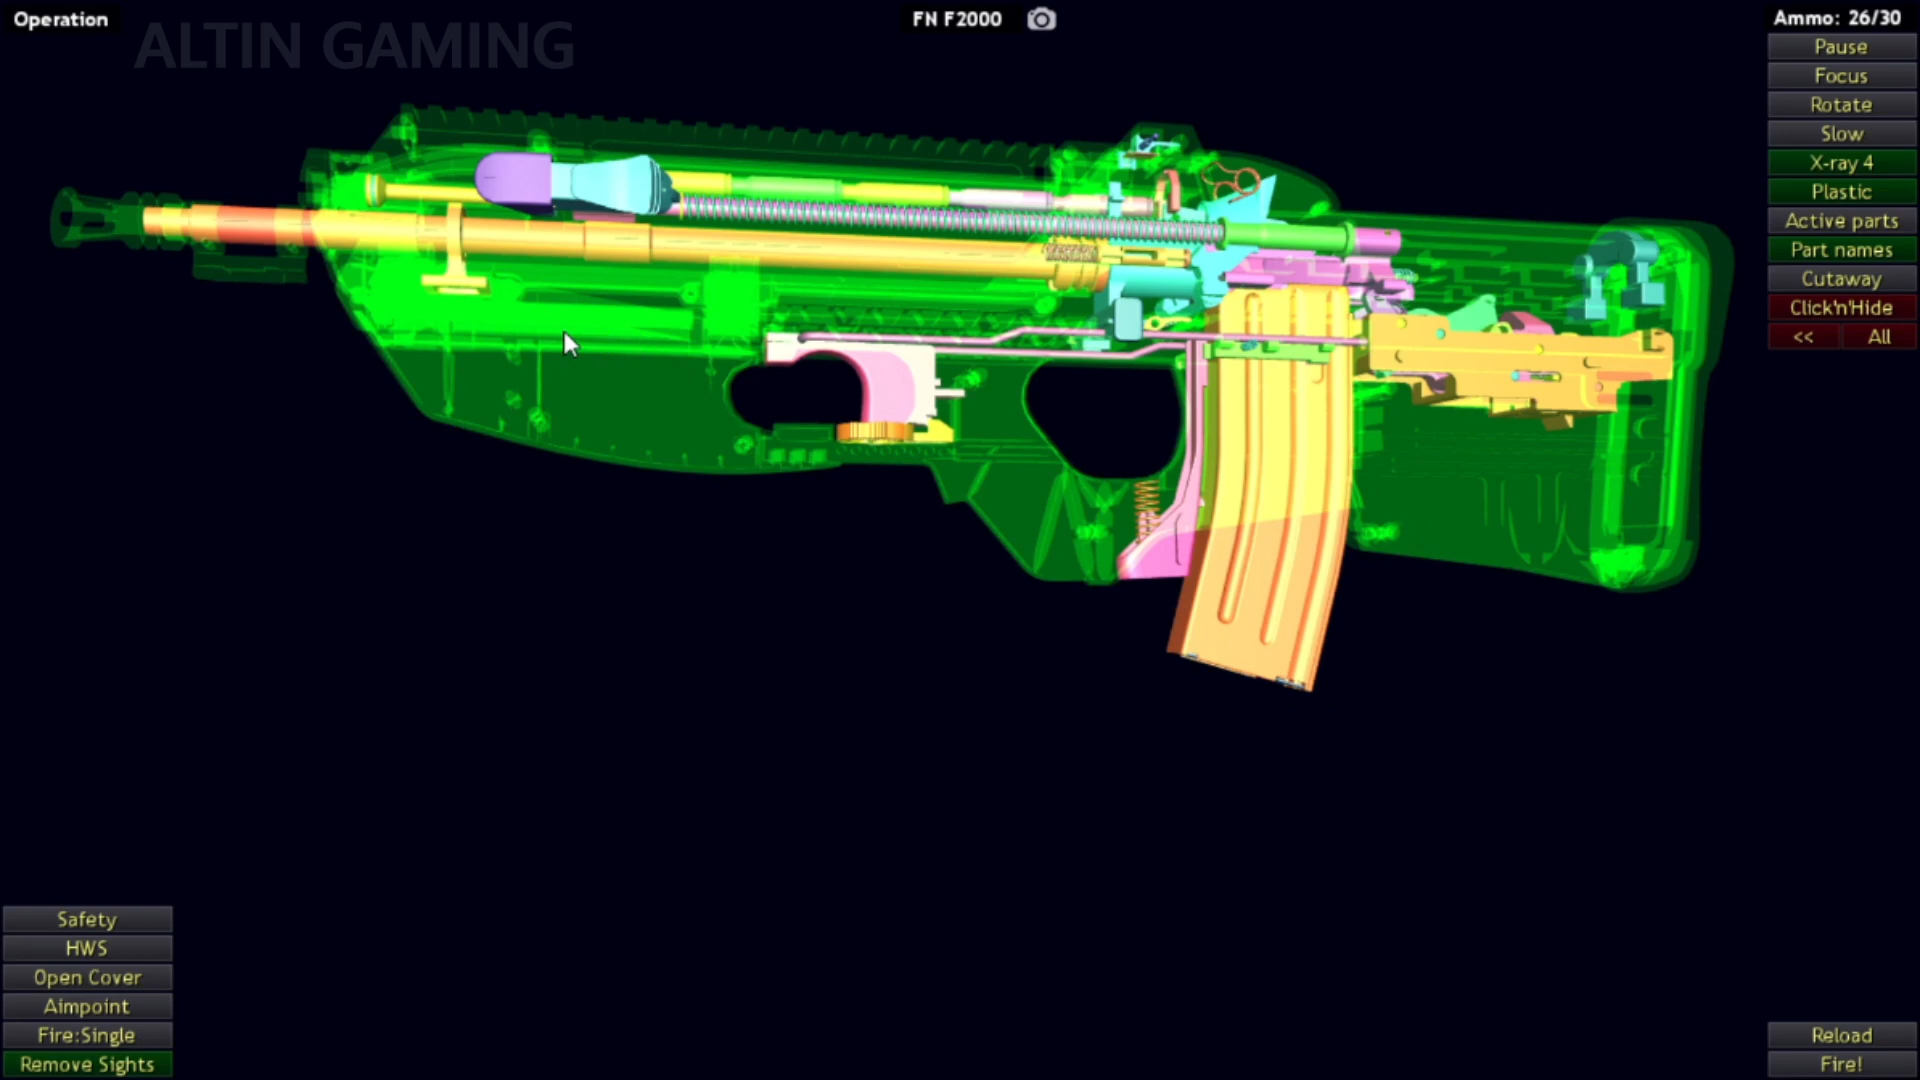 Operation
ALTIN GAMING
FN F2000
Ammo: 26/30
Pause
Focus
Rotate
Slow
X-ray 4
Plastic
Active parts
Part names
Cutaway
Click'n'Hide
<< All
Safety
HWS
Open Cover
Aimpoint
Fire:Single
Remove Sights
Reload
Fire!